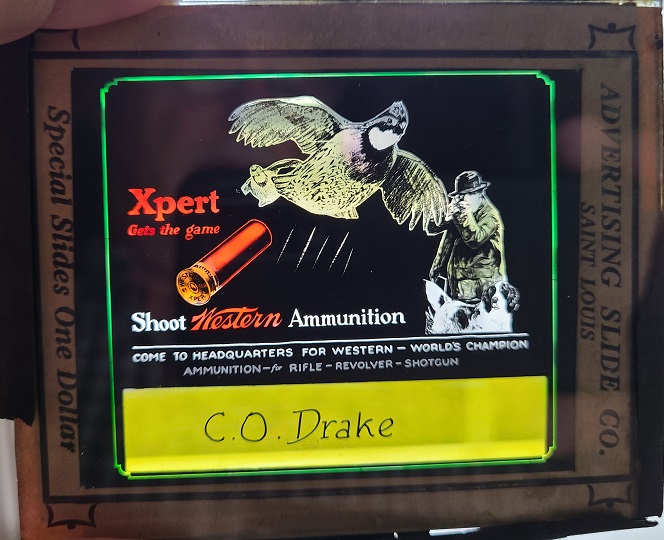 Special Slides One Dollar
ADVERTISING SLIDE CO.
SAINT LOUIS
Xpert
Gets the game
XPERT
Shoot Western Ammunition
COME TO HEADQUARTERS FOR WESTERN – WORLD'S CHAMPION
AMMUNITION – for RIFLE – REVOLVER – SHOTGUN
C.O. Drake